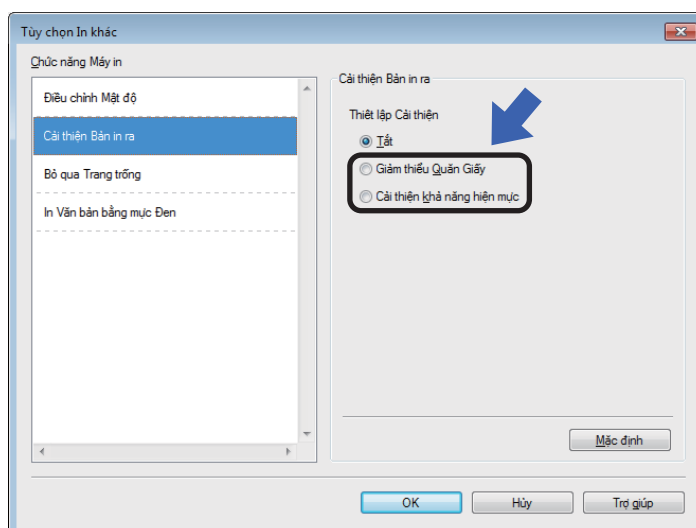 Tùy chọn In khác
Chức năng Máy in
Điều chỉnh Mật độ
Cải thiện Bản in ra
Bỏ qua Trang trống
In Văn bản bằng mực Đen
Cải thiện Bản in ra
Thiêt lập Cải thiện
Tắt
Giảm thiểu Quăn Giấy
Cải thiện khả năng hiện mực
Mặc định
OK
Hủy
Trợ giúp